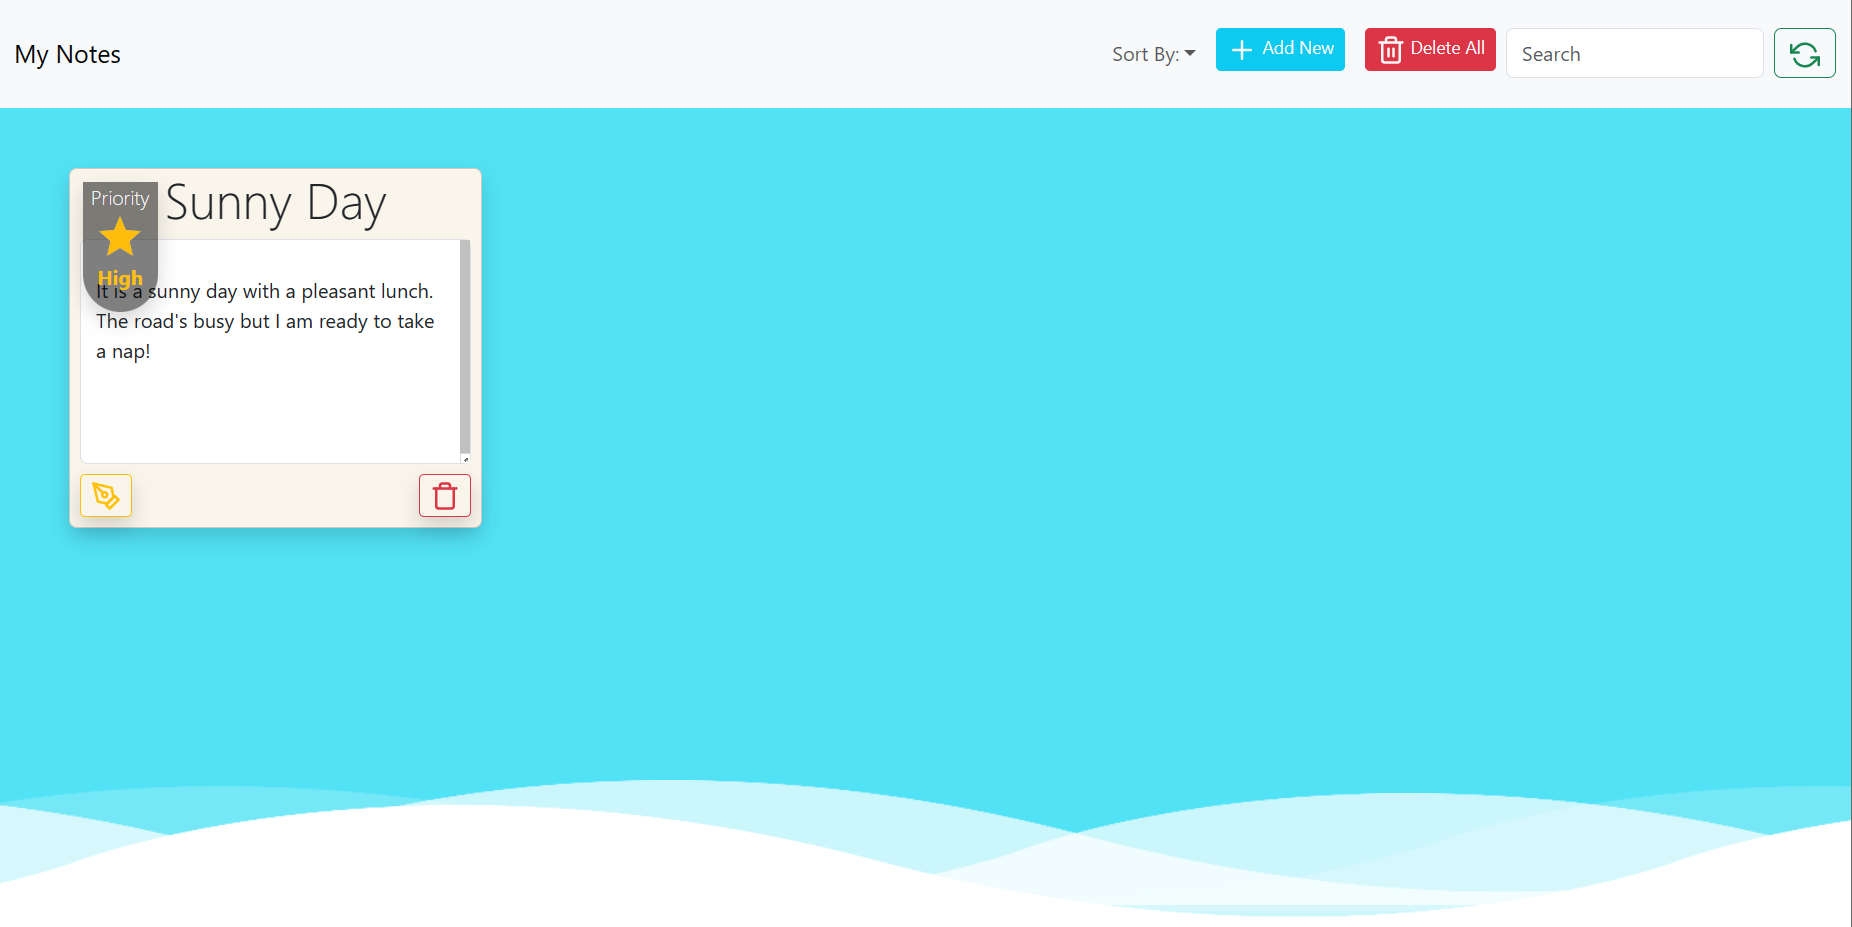 My Notes
Sort By:
Add New
Delete All
Search
Priority
High
Sunny Day
It is a sunny day with a pleasant lunch.
The road's busy but I am ready to take
a nap!